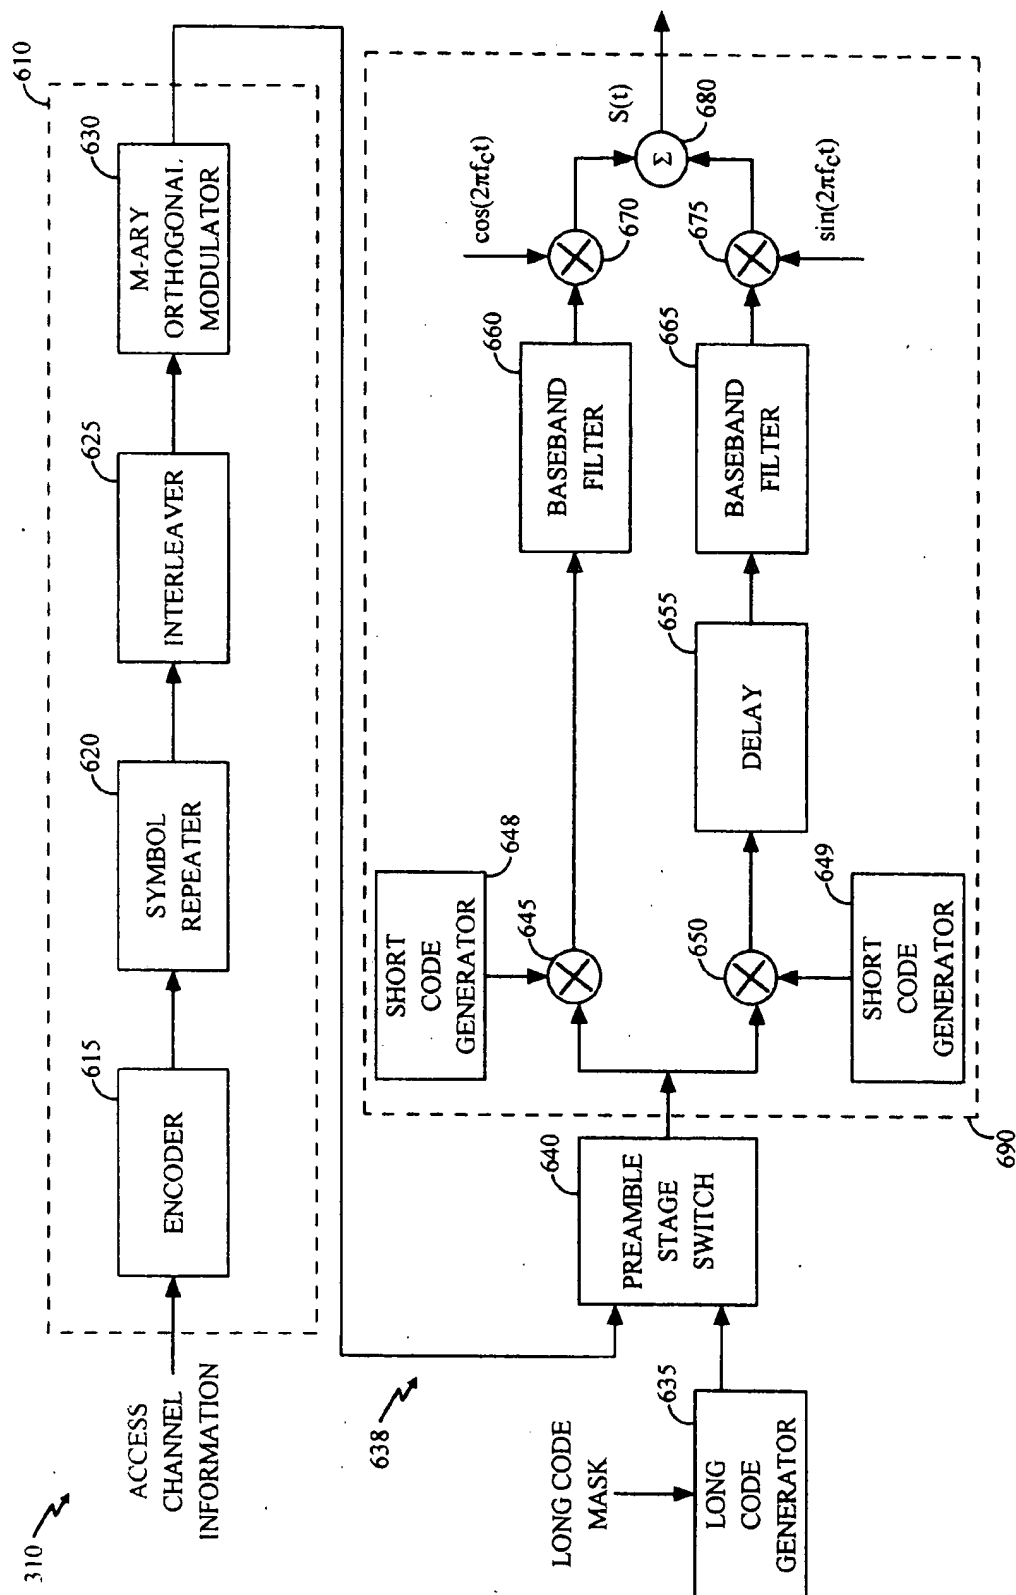 310
610
ACCESS
CHANNEL
INFORMATION
615
ENCODER
620
SYMBOL
REPEATER
625
INTERLEAVER
630
M-ARY
ORTHOGONAL
MODULATOR
638
LONG CODE
MASK
635
LONG
CODE
GENERATOR
640
PREAMBLE
STAGE
SWITCH
690
SHORT
CODE
GENERATOR
648
645
650
649
SHORT
CODE
GENERATOR
655
DELAY
660
BASEBAND
FILTER
665
BASEBAND
FILTER
cos(2πfct)
670
675
sin(2πfct)
Σ
S(t)
680